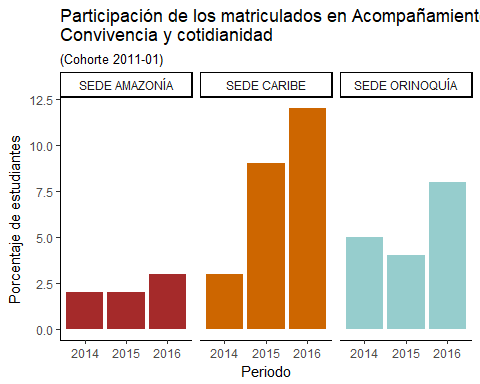 Participación de los matriculados en Acompañamient
Convivencia y cotidianidad
(Cohorte 2011-01)
SEDE AMAZONÍA SEDE CARIBE SEDE ORINOQUÍA
12.5
10.0
7.5
5.0
2.5
0.0
Porcentaje de estudiantes
2014 2015 2016 2014 2015 2016 2014 2015 2016
Periodo